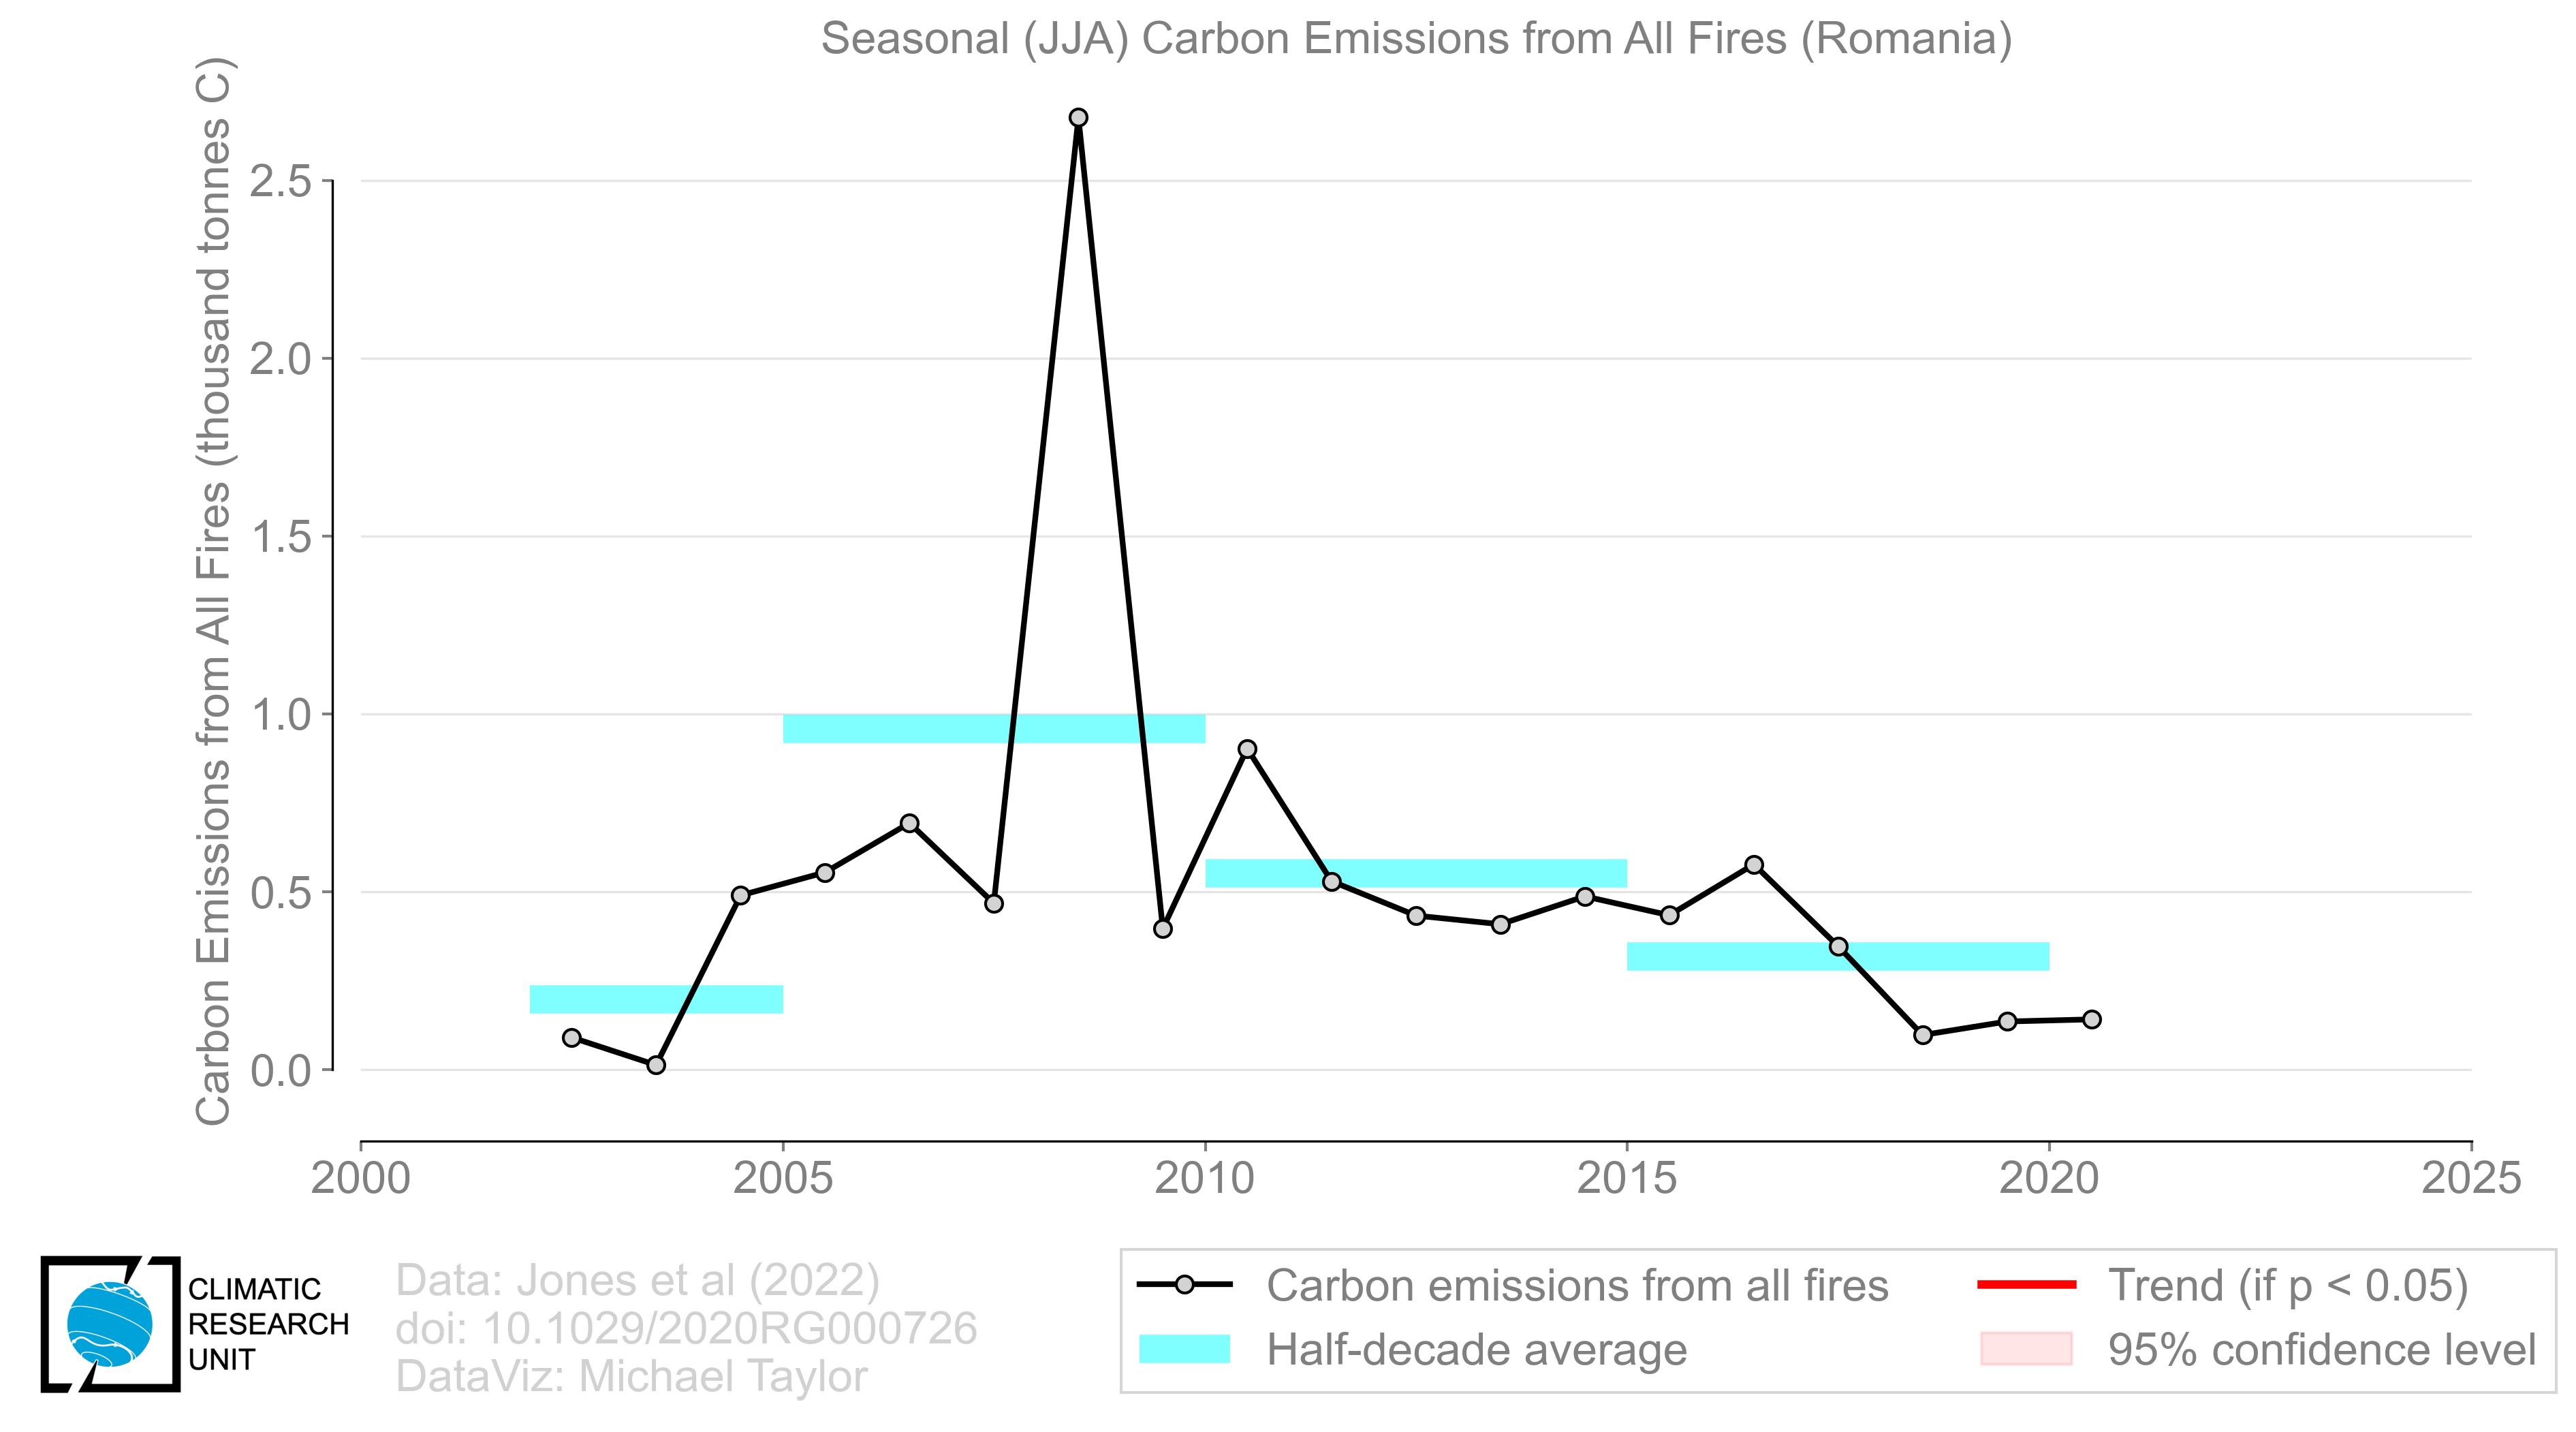 Seasonal (JJA) Carbon Emissions from All Fires (Romania)
Carbon Emissions from All Fires (thousand tonnes C)
2.5
2.0
1.5
1.0
0.5
0.0
2000 2005 2010 2015 2020 2025
CLIMATIC
RESEARCH
UNIT
Data: Jones et al (2022)
doi: 10.1029/2020RG000726
DataViz: Michael Taylor
Carbon emissions from all fires
Half-decade average
Trend (if p < 0.05)
95% confidence level